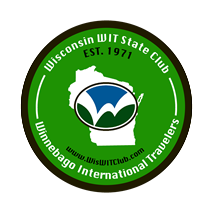 Wisconsin WIT State Club
EST. 1971
www.WisWITClub.com
Winnebago International Travelers